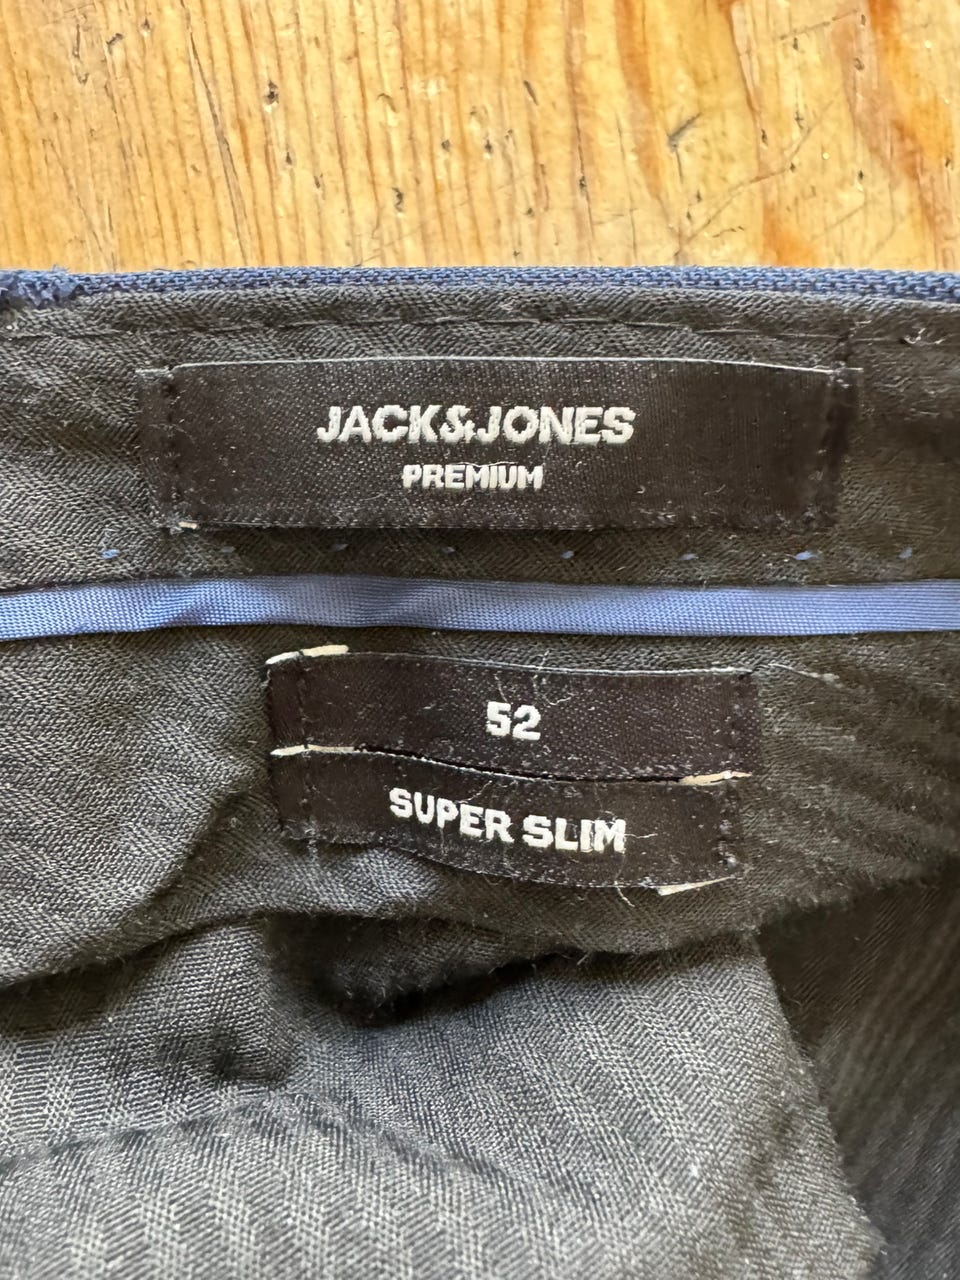 JACK&JONES
PREMIUM
52
SUPER SLIM